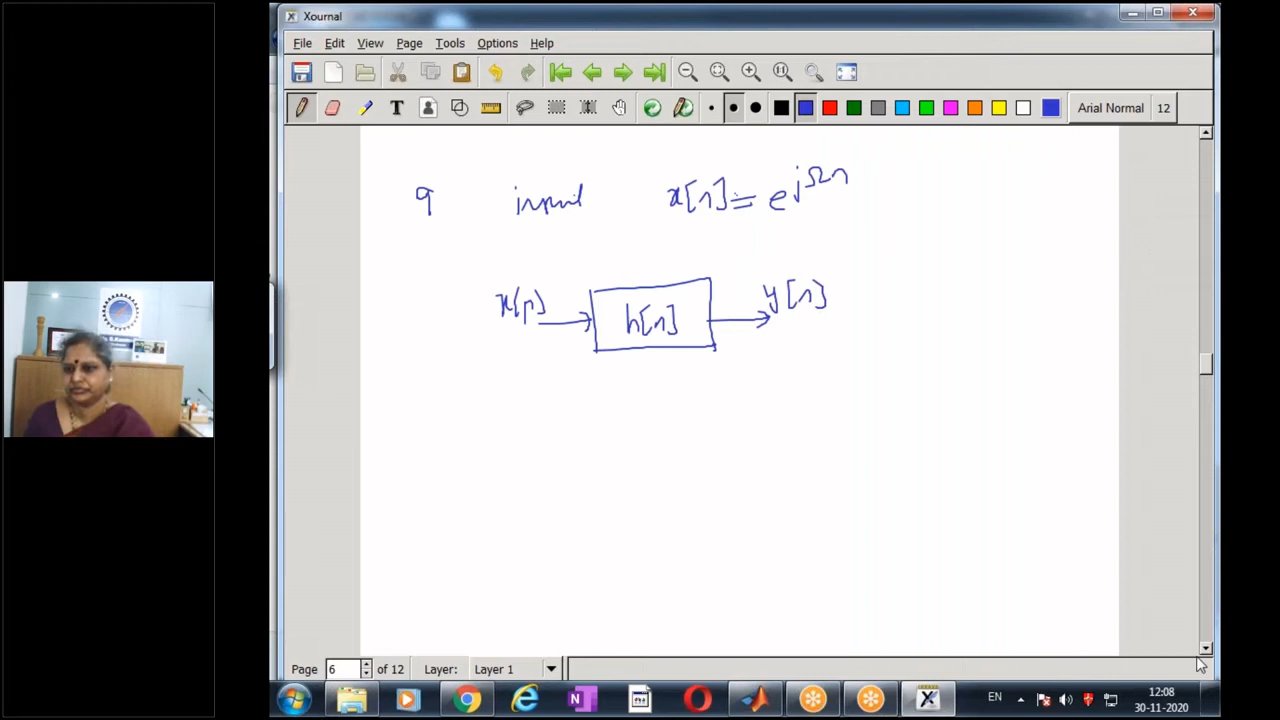 Xournal
File Edit View Page Tools Options Help
Arial Normal 12
9 input x[n] = e^{jΩn}
x[n] h[n] y[n]
Page 6 of 12 Layer: Layer 1
EN 12:08
30-11-2020